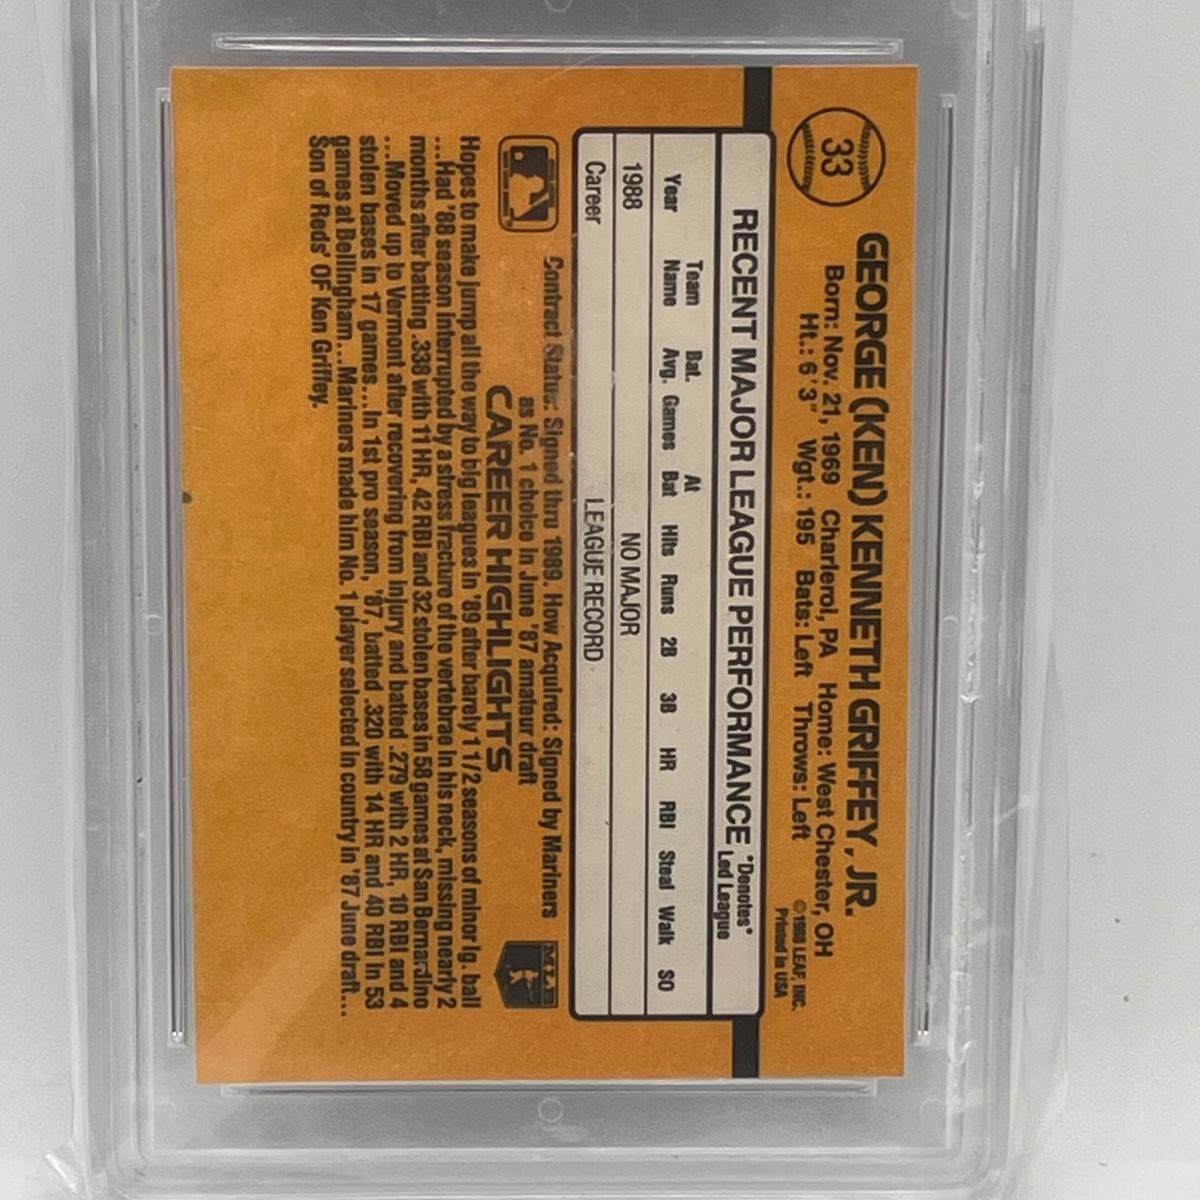 33
GEORGE (KEN) KENNETH GRIFFEY, JR.
Born: Nov. 21, 1969 Charleroi, PA Home: West Chester, OH
Ht.: 6'3" Wgt.: 195 Bats: Left Throws: Left
©1988 LEAF, INC.
Printed in USA
RECENT MAJOR LEAGUE PERFORMANCE *Denotes*
Led League
Year Team Name Bat. Avg. Games At Bat Hits Runs 2B 3B HR RBI Steal Walk SO
1988 NO MAJOR
Career LEAGUE RECORD
Contract Status: Signed thru 1989. How Acquired: Signed by Mariners
as No. 1 choice in June '87 amateur draft
CAREER HIGHLIGHTS
Hopes to make jump all the way to big leagues in '89 after barely 1 1/2 seasons of minor lg. ball
...Had '88 season interrupted by a stress fracture of the vertebrae in his neck, missing nearly 2
months after batting .338 with 11 HR, 42 RBI and 32 stolen bases in 58 games at San Bernardino
...Moved up to Vermont after recovering from injury and batted .279 with 2 HR, 10 RBI and 4
stolen bases in 17 games...In 1st pro season, '87, batted .320 with 14 HR and 40 RBI in 53
games at Bellingham...Mariners made him No. 1 player selected in country in '87 June draft...
Son of Reds' OF Ken Griffey.